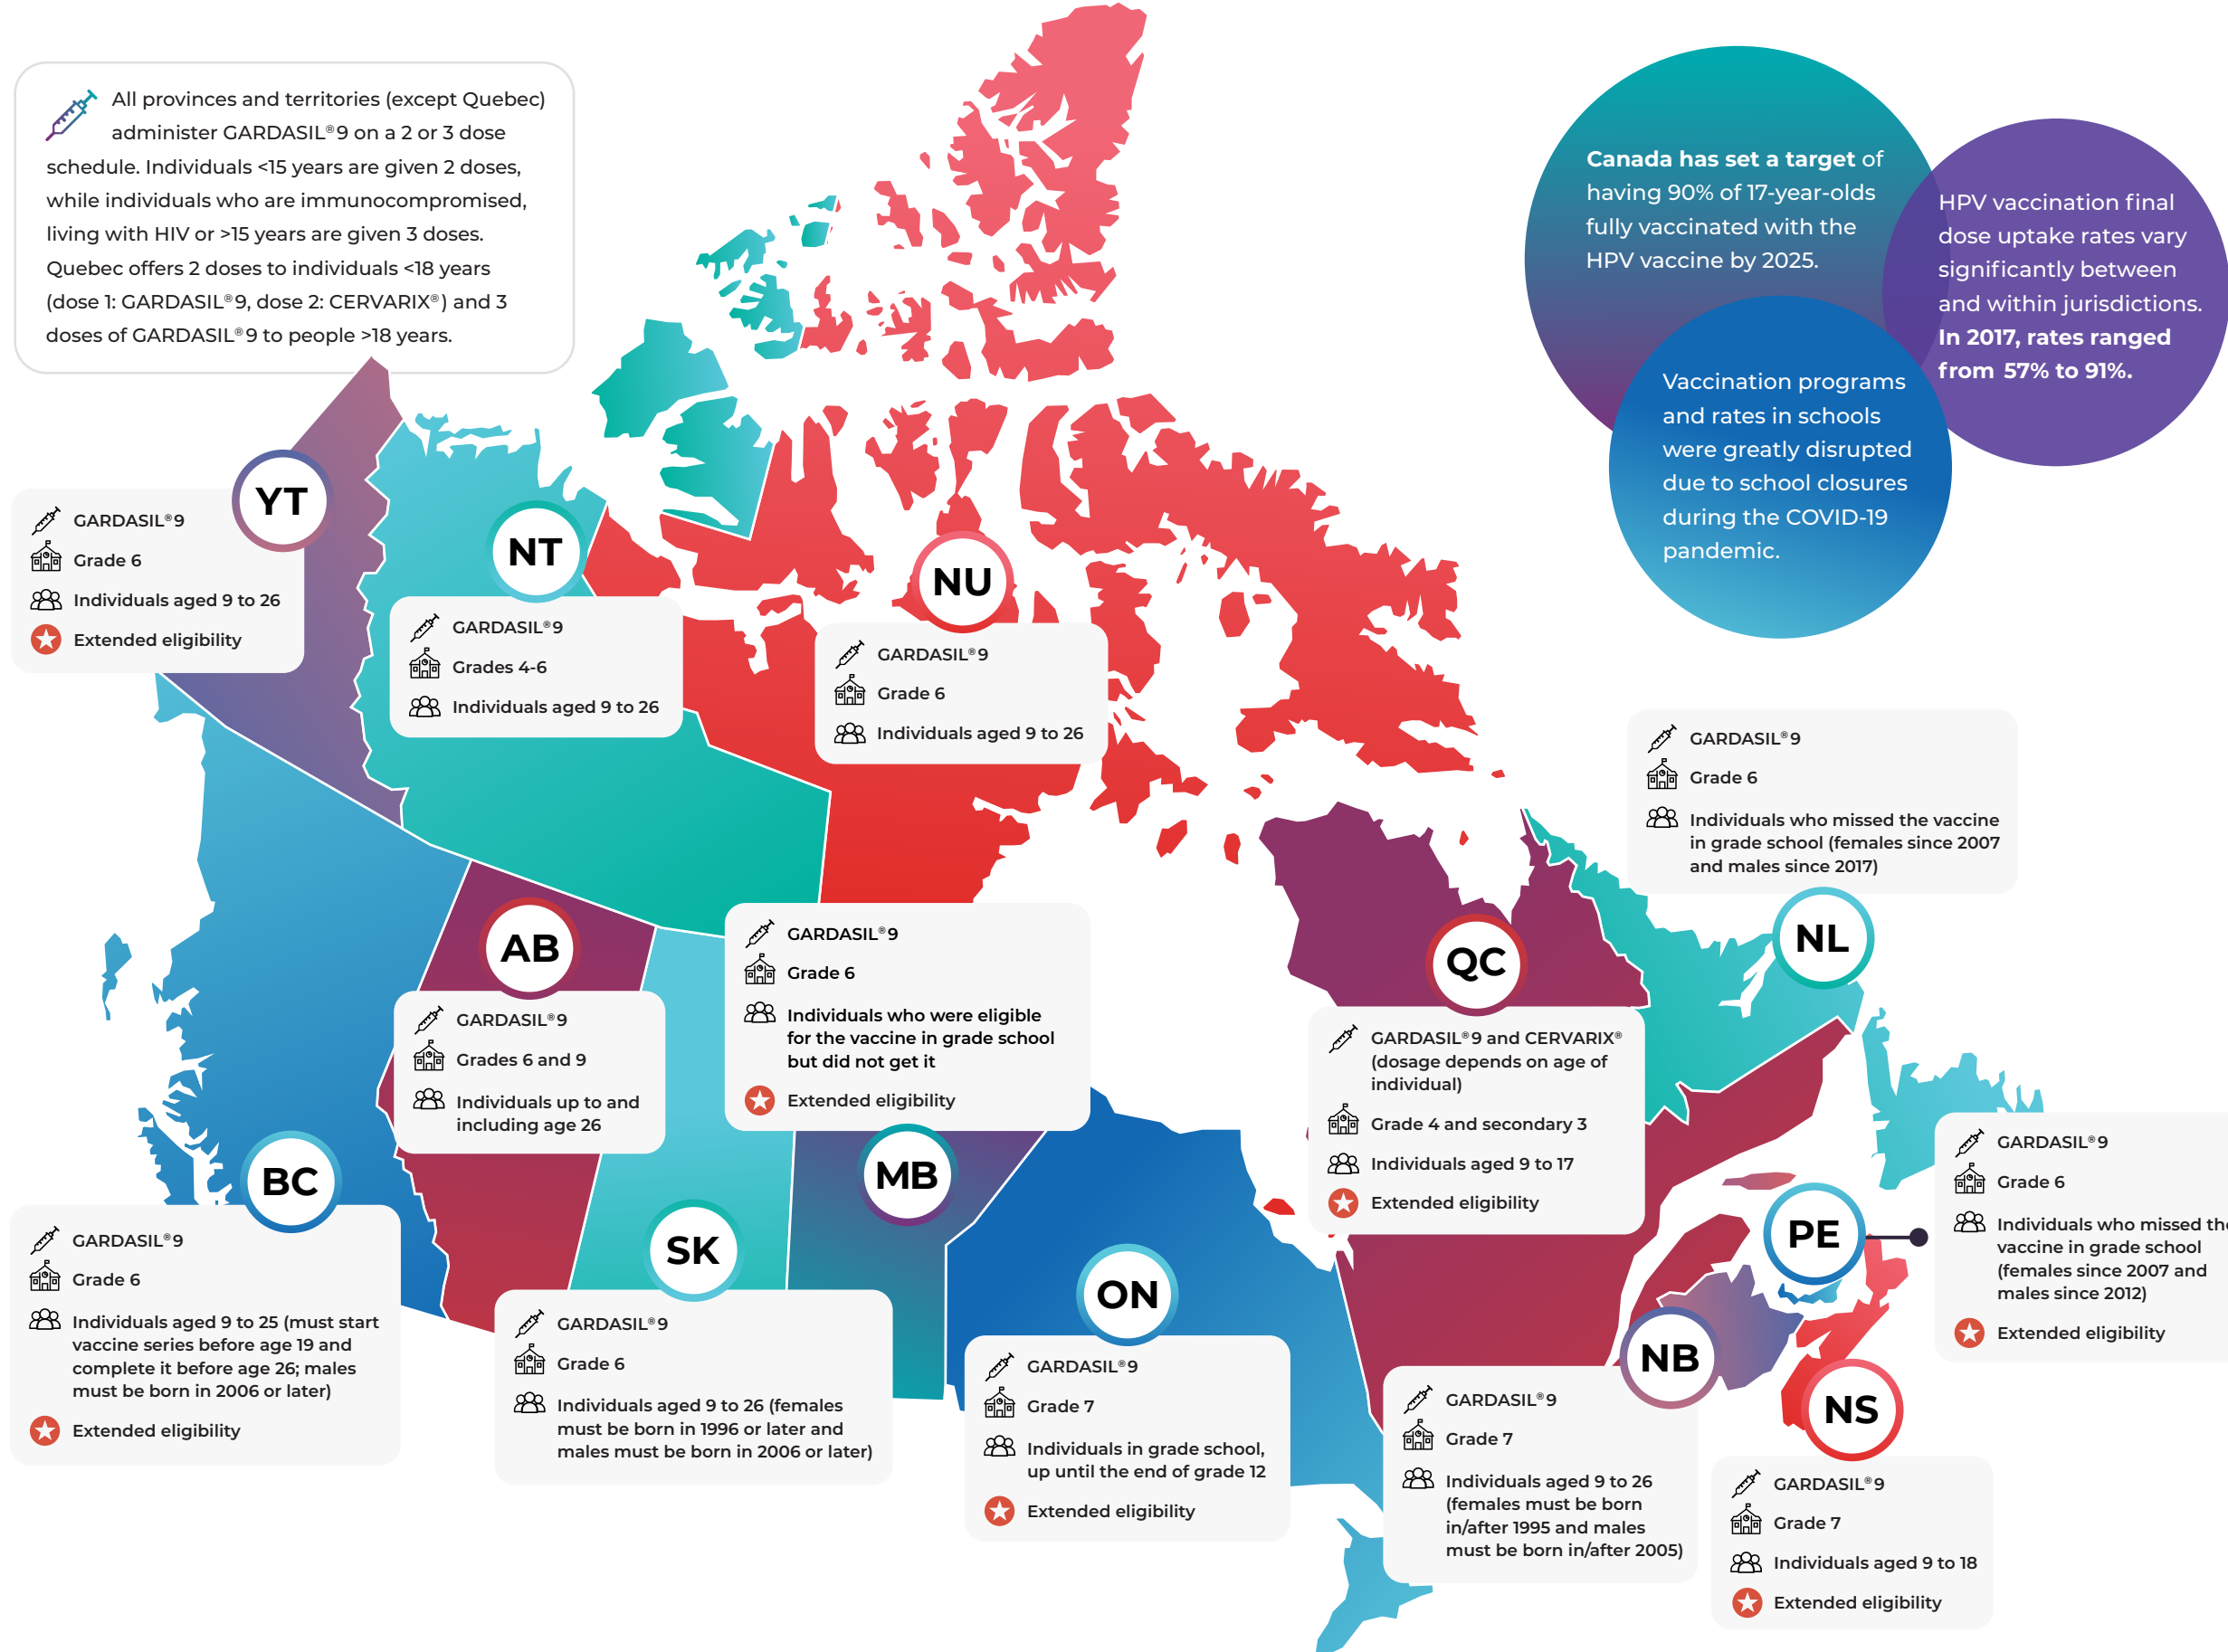 All provinces and territories (except Quebec)
administer GARDASIL®9 on a 2 or 3 dose
schedule. Individuals <15 years are given 2 doses,
while individuals who are immunocompromised,
living with HIV or >15 years are given 3 doses.
Quebec offers 2 doses to individuals <18 years
(dose 1: GARDASIL®9, dose 2: CERVARIX®) and 3
doses of GARDASIL®9 to people >18 years.
Canada has set a target of
having 90% of 17-year-olds
fully vaccinated with the
HPV vaccine by 2025.
HPV vaccination final
dose uptake rates vary
significantly between
and within jurisdictions.
In 2017, rates ranged
from 57% to 91%.
Vaccination programs
and rates in schools
were greatly disrupted
due to school closures
during the COVID-19
pandemic.
YT
GARDASIL®9
Grade 6
Individuals aged 9 to 26
Extended eligibility
NT
GARDASIL®9
Grades 4-6
Individuals aged 9 to 26
NU
GARDASIL®9
Grade 6
Individuals aged 9 to 26
GARDASIL®9
Grade 6
Individuals who missed the vaccine
in grade school (females since 2007
and males since 2017)
NL
AB
GARDASIL®9
Grades 6 and 9
Individuals up to and
including age 26
GARDASIL®9
Grade 6
Individuals who were eligible
for the vaccine in grade school
but did not get it
Extended eligibility
MB
QC
GARDASIL®9 and CERVARIX®
(dosage depends on age of
individual)
Grade 4 and secondary 3
Individuals aged 9 to 17
Extended eligibility
BC
GARDASIL®9
Grade 6
Individuals aged 9 to 25 (must start
vaccine series before age 19 and
complete it before age 26; males
must be born in 2006 or later)
Extended eligibility
SK
GARDASIL®9
Grade 6
Individuals aged 9 to 26 (females
must be born in 1996 or later and
males must be born in 2006 or later)
ON
GARDASIL®9
Grade 7
Individuals in grade school,
up until the end of grade 12
Extended eligibility
PE
GARDASIL®9
Grade 6
Individuals who missed the
vaccine in grade school
(females since 2007 and
males since 2012)
Extended eligibility
NB
GARDASIL®9
Grade 7
Individuals aged 9 to 26
(females must be born
in/after 1995 and males
must be born in/after 2005)
NS
GARDASIL®9
Grade 7
Individuals aged 9 to 18
Extended eligibility